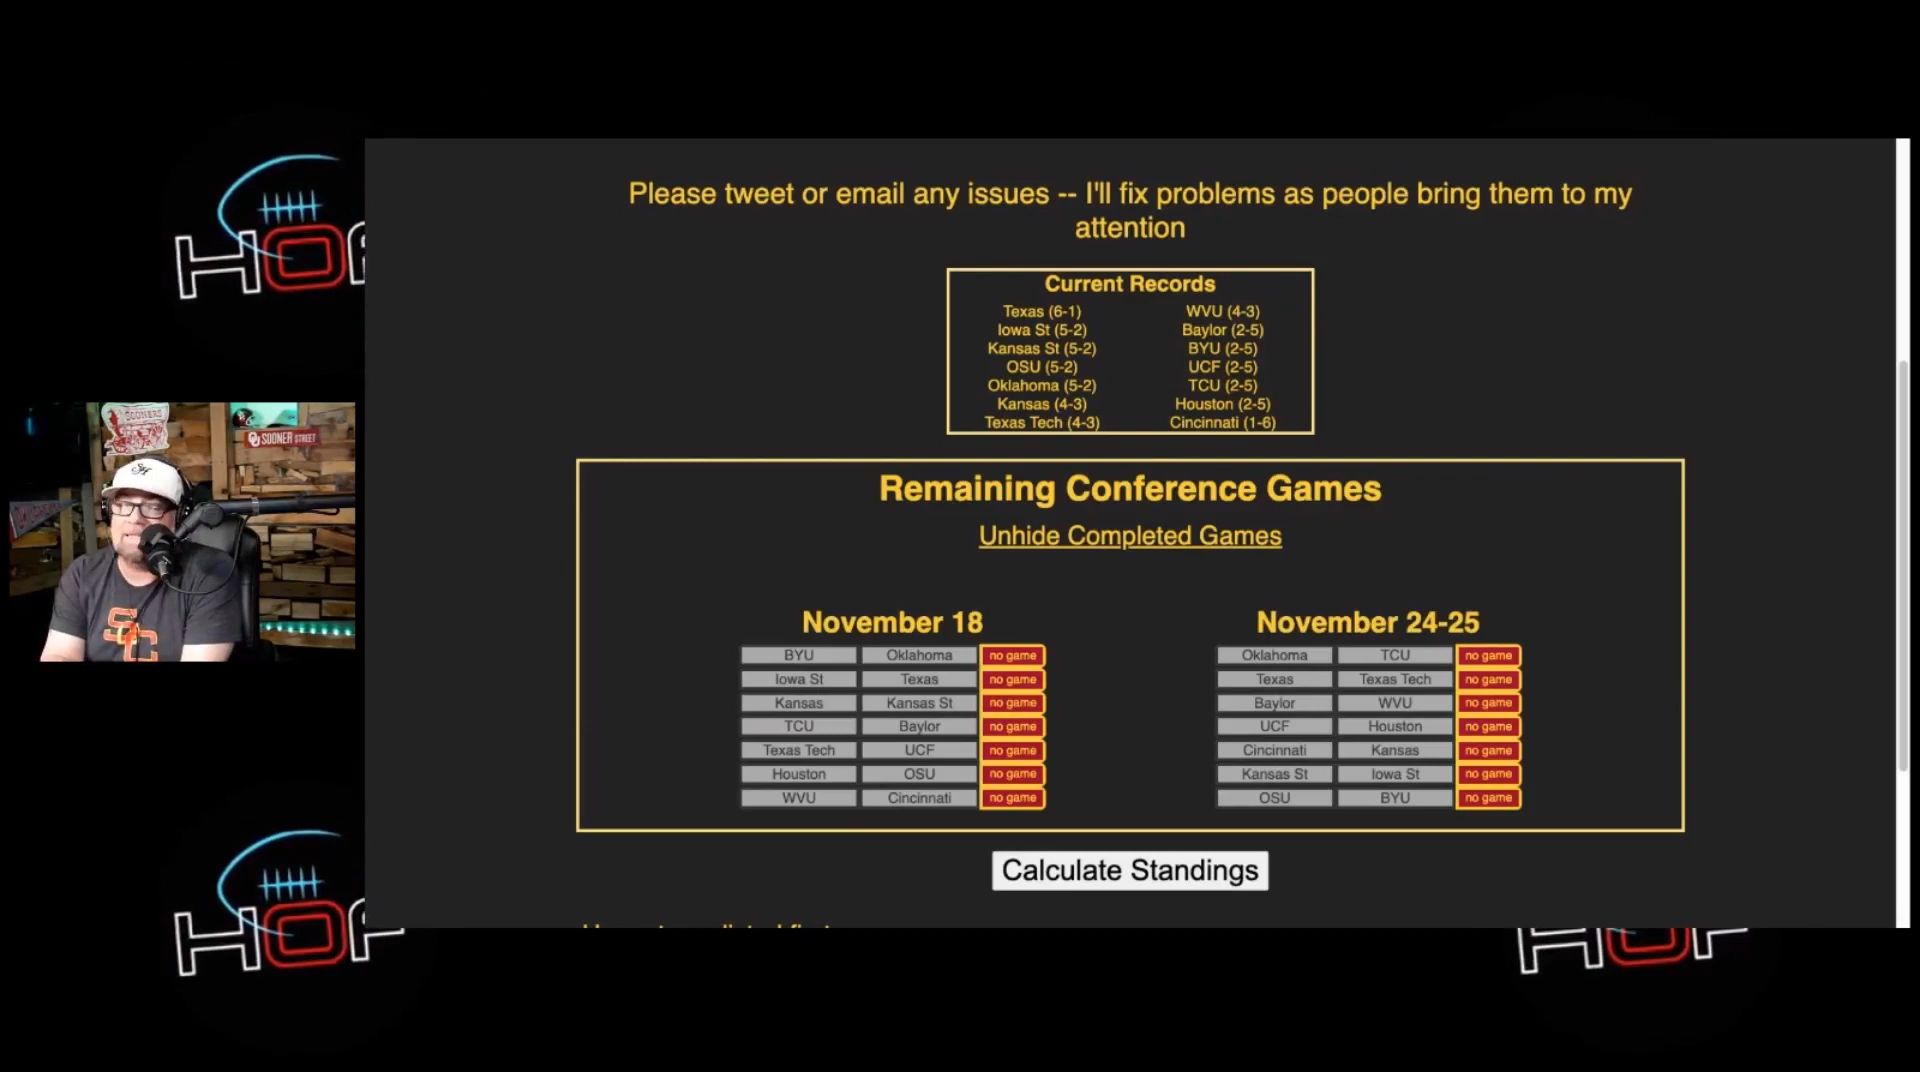 HOF
Please tweet or email any issues -- I'll fix problems as people bring them to my
attention
Current Records
Texas (6-1) WVU (4-3)
Iowa St (5-2) Baylor (2-5)
Kansas St (5-2) BYU (2-5)
OSU (5-2) UCF (2-5)
Oklahoma (5-2) TCU (2-5)
Kansas (4-3) Houston (2-5)
Texas Tech (4-3) Cincinnati (1-6)
Remaining Conference Games
Unhide Completed Games
November 18 November 24-25
BYU Oklahoma no game Oklahoma TCU no game
Iowa St Texas no game Texas Texas Tech no game
Kansas Kansas St no game Baylor WVU no game
TCU Baylor no game UCF Houston no game
Texas Tech UCF no game Cincinnati Kansas no game
Houston OSU no game Kansas St Iowa St no game
WVU Cincinnati no game OSU BYU no game
Calculate Standings
SOONERS
OU SOONER STREET
SC
HOF
HOF